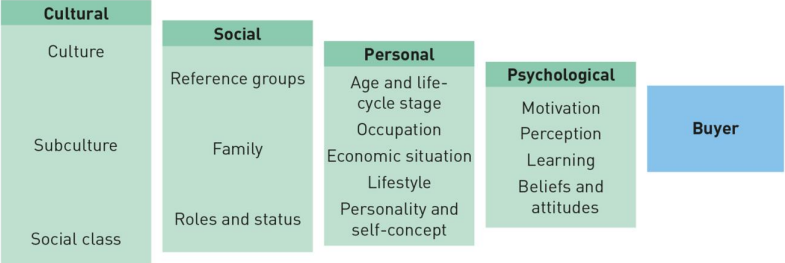 Cultural
Culture
Subculture
Social class
Social
Reference groups
Family
Roles and status
Personal
Age and life-
cycle stage
Occupation
Economic situation
Lifestyle
Personality and
self-concept
Psychological
Motivation
Perception
Learning
Beliefs and
attitudes
Buyer